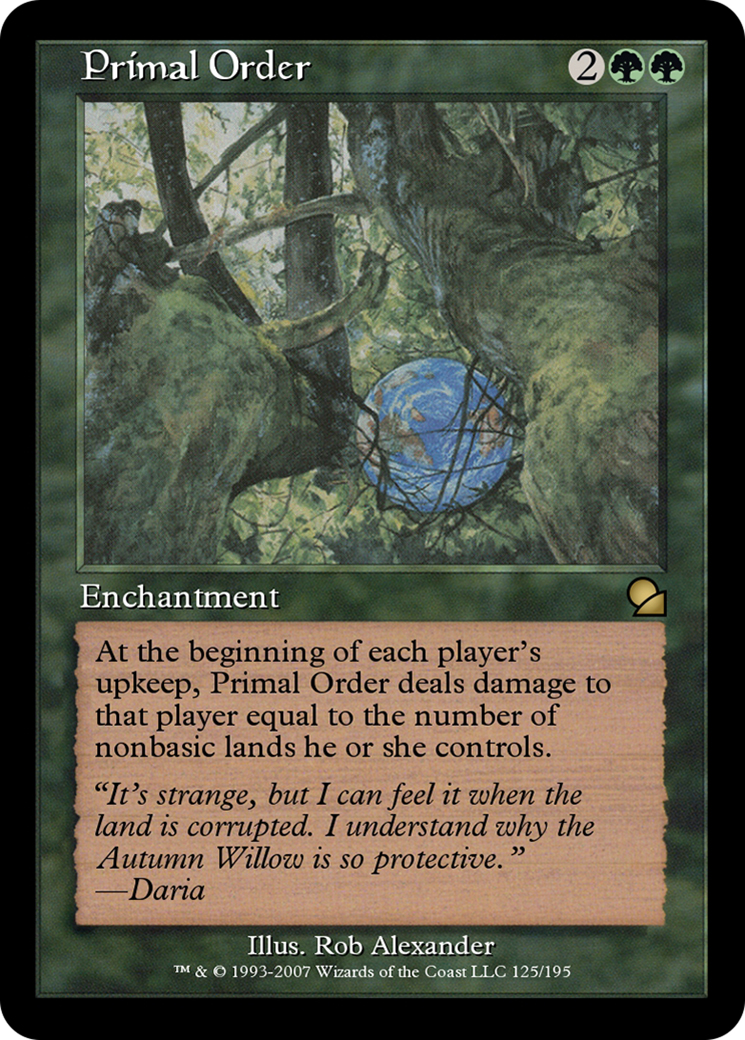 Primal Order 2
Enchantment
At the beginning of each player's
upkeep, Primal Order deals damage to
that player equal to the number of
nonbasic lands he or she controls.
“It's strange, but I can feel it when the
land is corrupted. I understand why the
Autumn Willow is so protective.”
—Daria
Illus. Rob Alexander
™ & © 1993-2007 Wizards of the Coast LLC 125/195